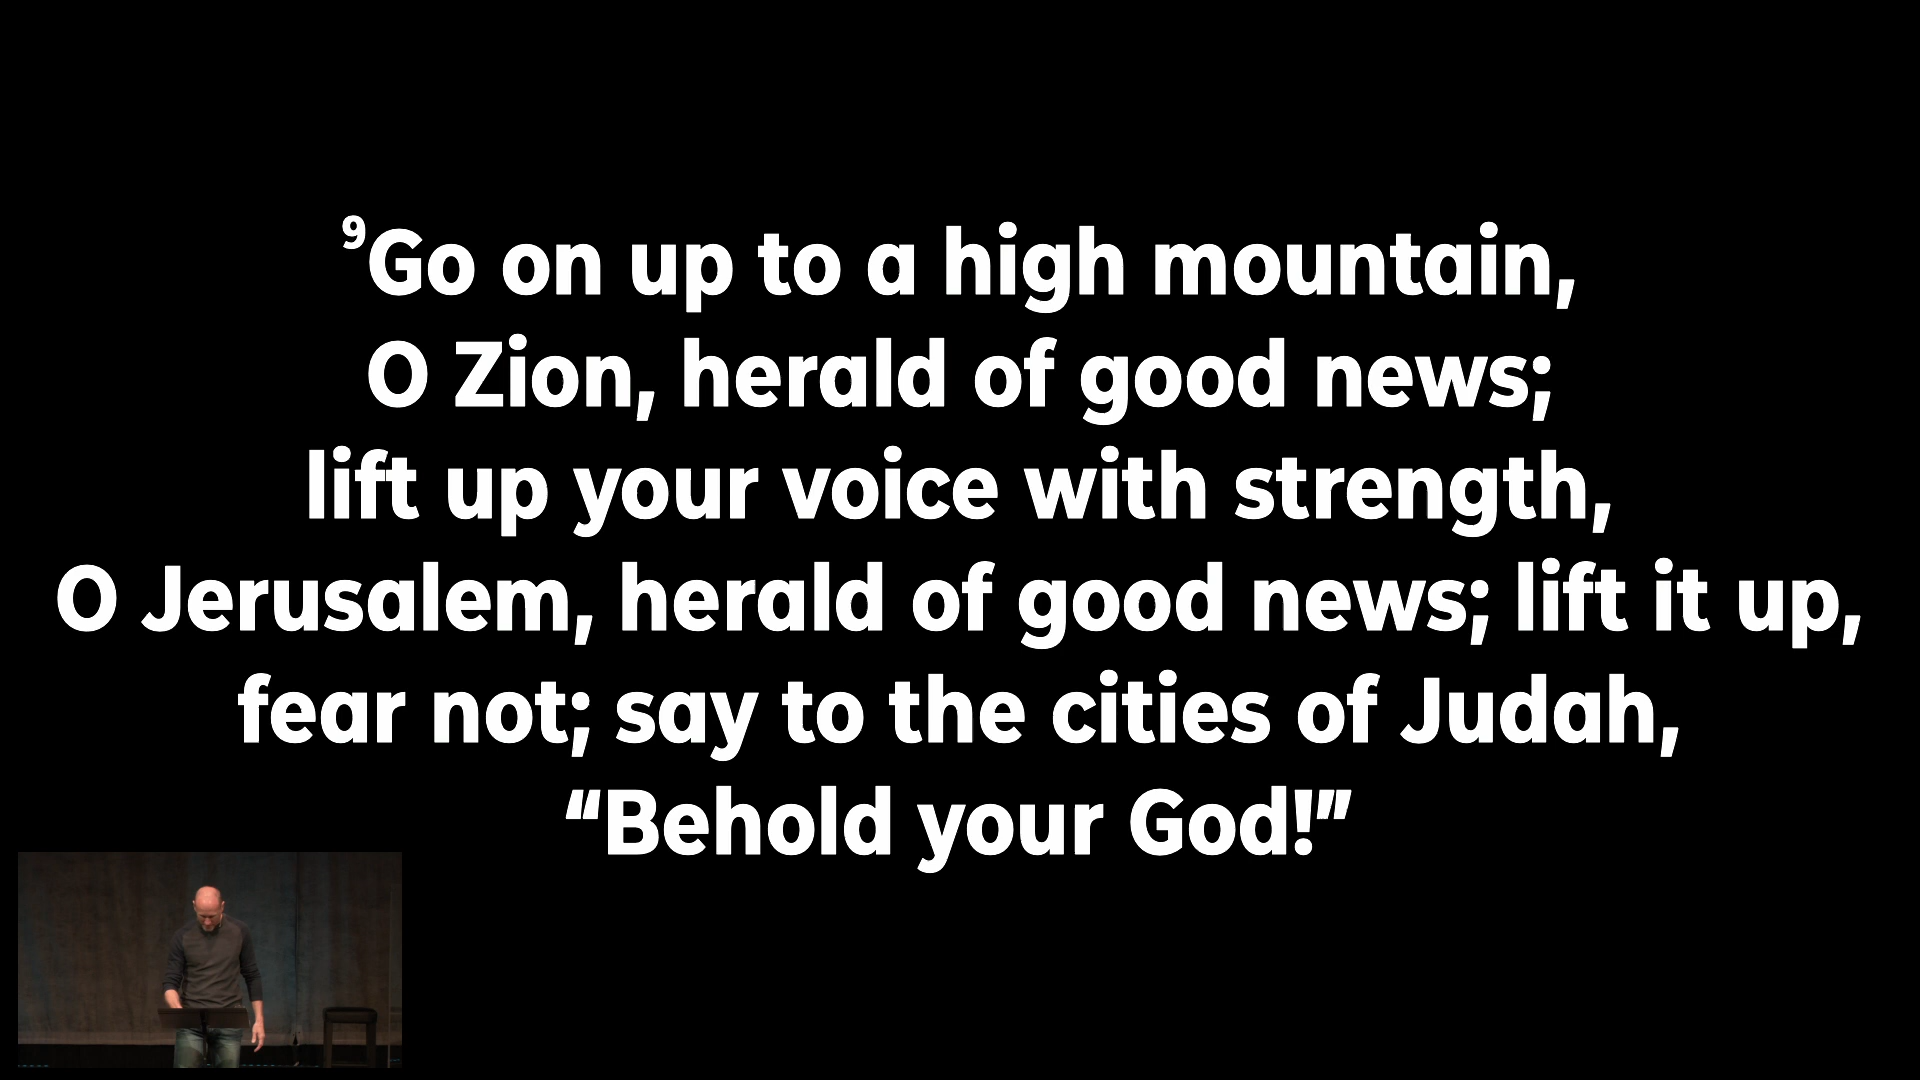 ⁹Go on up to a high mountain,
O Zion, herald of good news;
lift up your voice with strength,
O Jerusalem, herald of good news; lift it up,
fear not; say to the cities of Judah,
“Behold your God!”